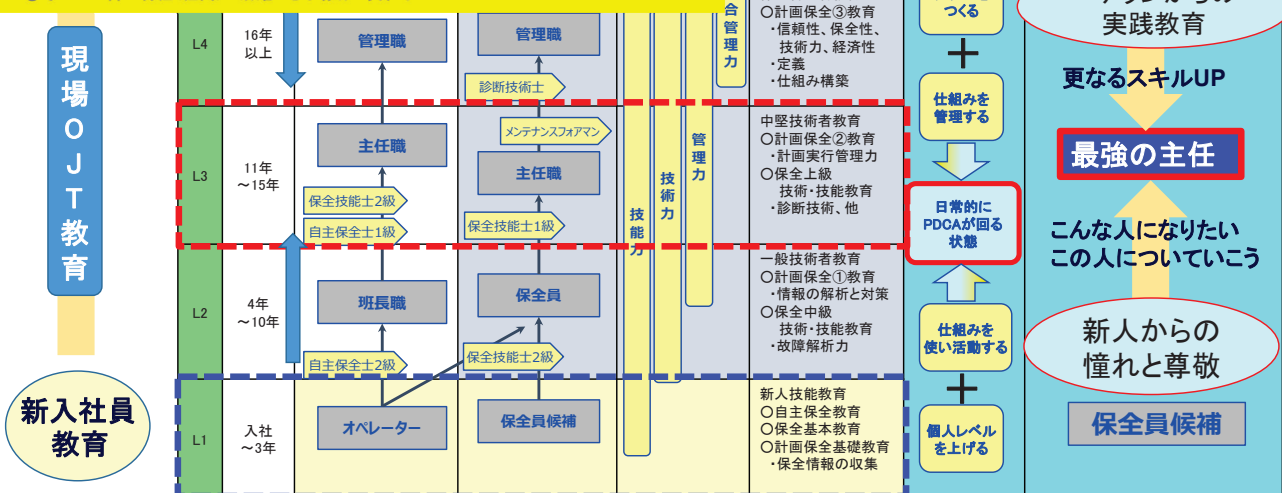 現場OJT教育
新入社員
教育
L4
16年
以上
管理職
管理職
診断技術士
合管理力
〇計画保全③教育
・信頼性、保全性、
技術力、経済性
・定義
・仕組み構築
つくる
+
仕組みを
管理する
実践教育
更なるスキルUP
L3
11年
~15年
主任職
保全技能士2級
自主保全士1級
メンテナンスフォアマン
主任職
保全技能士1級
技能力
技術力
管理力
中堅技術者教育
〇計画保全②教育
・計画実行管理力
〇保全上級
技術・技能教育
・診断技術、他
日常的に
PDCAが回る
状態
最強の主任
こんな人になりたい
この人についていこう
L2
4年
~10年
班長職
自主保全士2級
保全員
保全技能士2級
一般技術者教育
〇計画保全①教育
・情報の解析と対策
〇保全中級
技術・技能教育
・故障解析力
仕組みを
使い活動する
+
新人からの
憧れと尊敬
L1
入社
~3年
オペレーター
保全員候補
新人技能教育
〇自主保全教育
〇保全基本教育
〇計画保全基礎教育
・保全情報の収集
個人レベル
を上げる
保全員候補